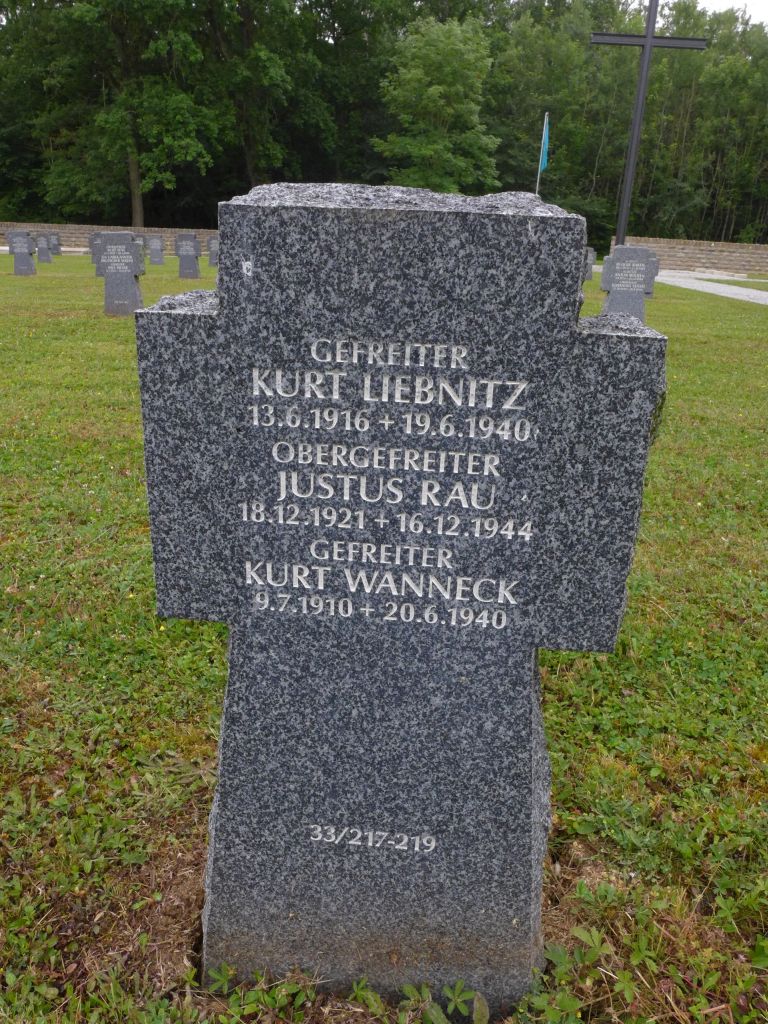 GEFREITER
KURT LIEBNITZ
13.6.1916 + 19.6.1940
OBERGEFREITER
JUSTUS RAU
18.12.1921 + 16.12.1944
GEFREITER
KURT WANNECK
9.7.1910 + 20.6.1940
33/217-219